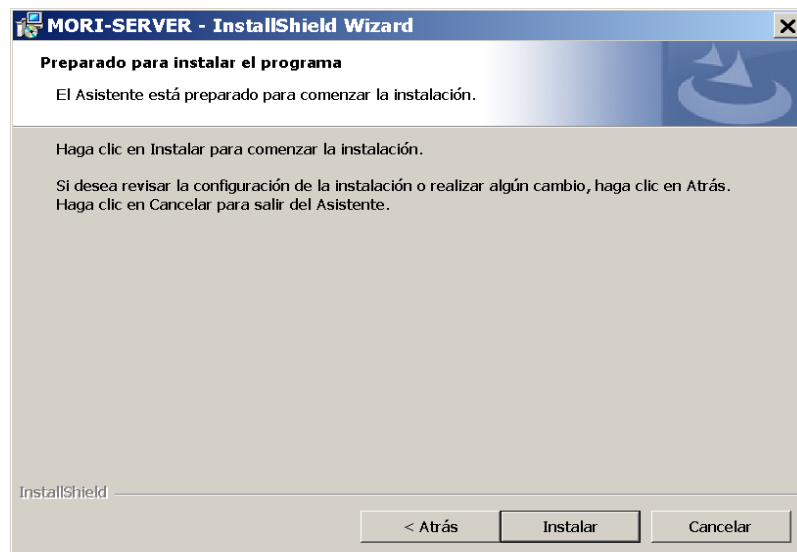 MORI-SERVER - InstallShield Wizard
Preparado para instalar el programa
El Asistente está preparado para comenzar la instalación.
Haga clic en Instalar para comenzar la instalación.
Si desea revisar la configuración de la instalación o realizar algún cambio, haga clic en Atrás.
Haga clic en Cancelar para salir del Asistente.
InstallShield
< Atrás
Instalar
Cancelar